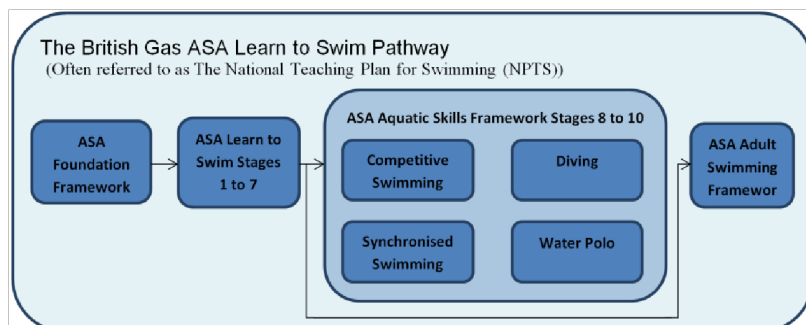 The British Gas ASA Learn to Swim Pathway
(Often referred to as The National Teaching Plan for Swimming (NPTS))
ASA
Foundation
Framework
ASA Learn to
Swim Stages
1 to 7
ASA Aquatic Skills Framework Stages 8 to 10
Competitive
Swimming
Diving
Synchronised
Swimming
Water Polo
ASA Adult
Swimming
Framewor